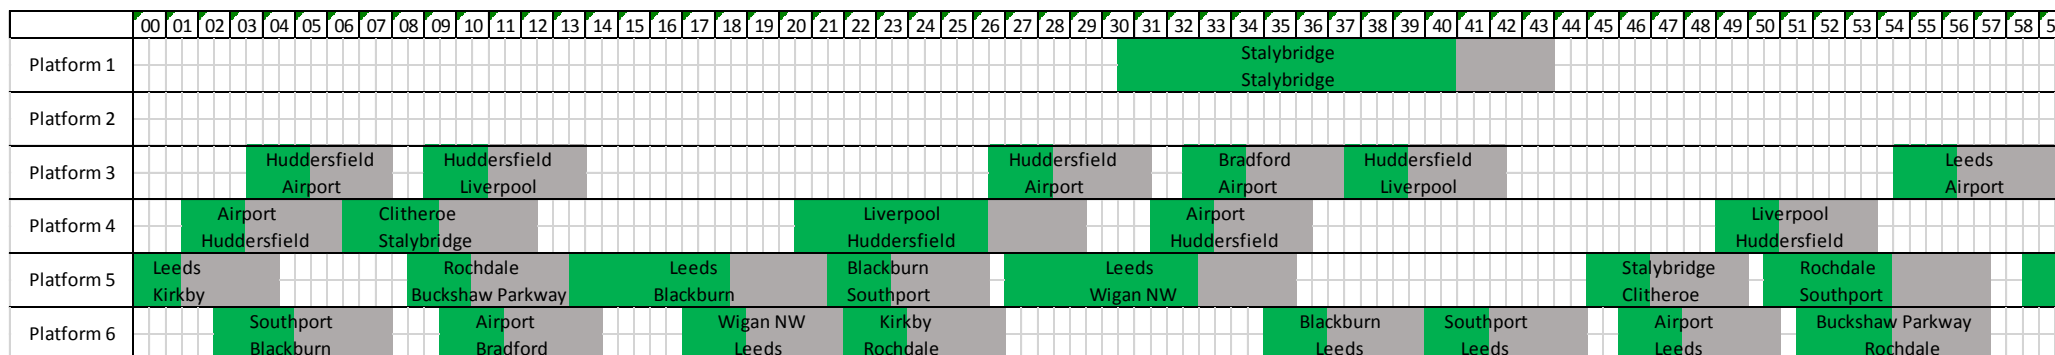 00 01 02 03 04 05 06 07 08 09 10 11 12 13 14 15 16 17 18 19 20 21 22 23 24 25 26 27 28 29 30 31 32 33 34 35 36 37 38 39 40 41 42 43 44 45 46 47 48 49 50 51 52 53 54 55 56 57 58
Platform 1
Stalybridge
Stalybridge
Platform 2
Platform 3
Huddersfield Huddersfield Huddersfield Bradford Huddersfield Leeds
Airport Liverpool Airport Airport Liverpool Airport
Platform 4
Airport Clitheroe Liverpool Airport Liverpool
Huddersfield Stalybridge Huddersfield Huddersfield Huddersfield
Platform 5
Leeds Rochdale Leeds Blackburn Leeds Stalybridge Rochdale
Kirkby Buckshaw Parkway Blackburn Southport Wigan NW Clitheroe Southport
Platform 6
Southport Airport Wigan NW Kirkby Blackburn Southport Airport Buckshaw Parkway
Blackburn Bradford Leeds Rochdale Leeds Leeds Leeds Rochdale